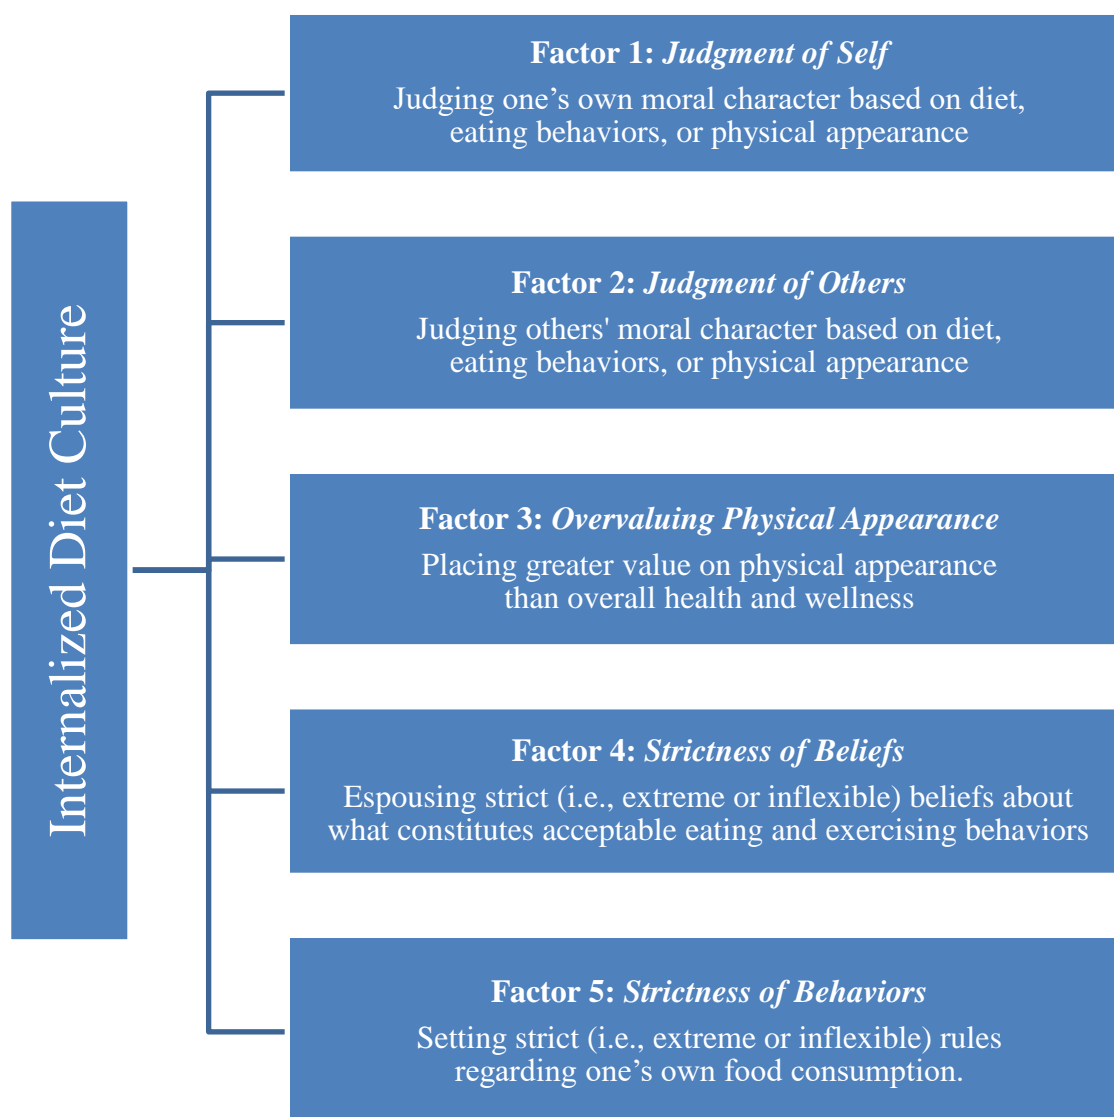 Internalized Diet Culture
Factor 1: Judgment of Self
Judging one’s own moral character based on diet,
eating behaviors, or physical appearance
Factor 2: Judgment of Others
Judging others' moral character based on diet,
eating behaviors, or physical appearance
Factor 3: Overvaluing Physical Appearance
Placing greater value on physical appearance
than overall health and wellness
Factor 4: Strictness of Beliefs
Espousing strict (i.e., extreme or inflexible) beliefs about
what constitutes acceptable eating and exercising behaviors
Factor 5: Strictness of Behaviors
Setting strict (i.e., extreme or inflexible) rules
regarding one’s own food consumption.